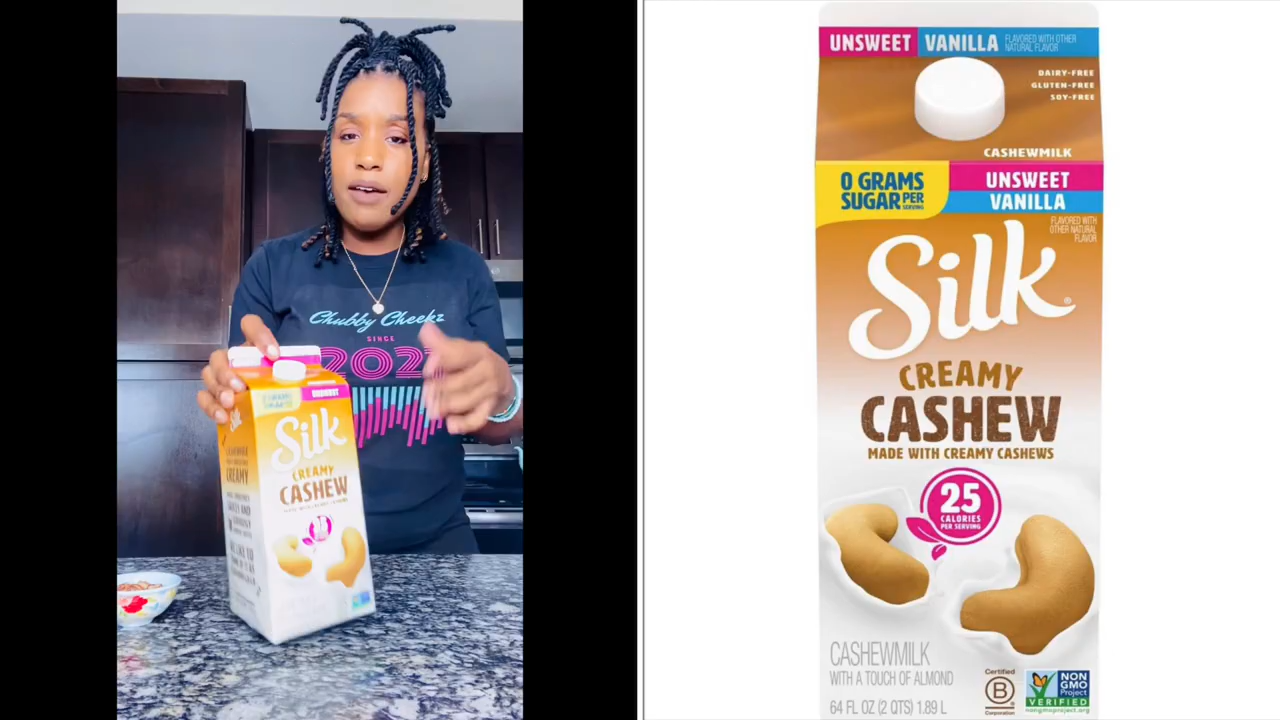 Chubby Cheekz
SINCE
202
UNSWEET
Silk
CREAMY
CASHEW
CREAMY
UNSWEET VANILLA FLAVORED WITH OTHER
NATURAL FLAVOR
DAIRY-FREE
GLUTEN-FREE
SOY-FREE
CASHEWMILK
0 GRAMS
SUGAR PER
SERVING
UNSWEET
VANILLA
FLAVORED WITH
OTHER NATURAL
FLAVOR
Silk®
CREAMY
CASHEW
MADE WITH CREAMY CASHEWS
25
CALORIES
PER SERVING
CASHEWMILK
WITH A TOUCH OF ALMOND
64 FL OZ (2 QTS) 1.89 L
Certified
B
Corporation
NON
GMO
Project
VERIFIED
nongmoproject.org